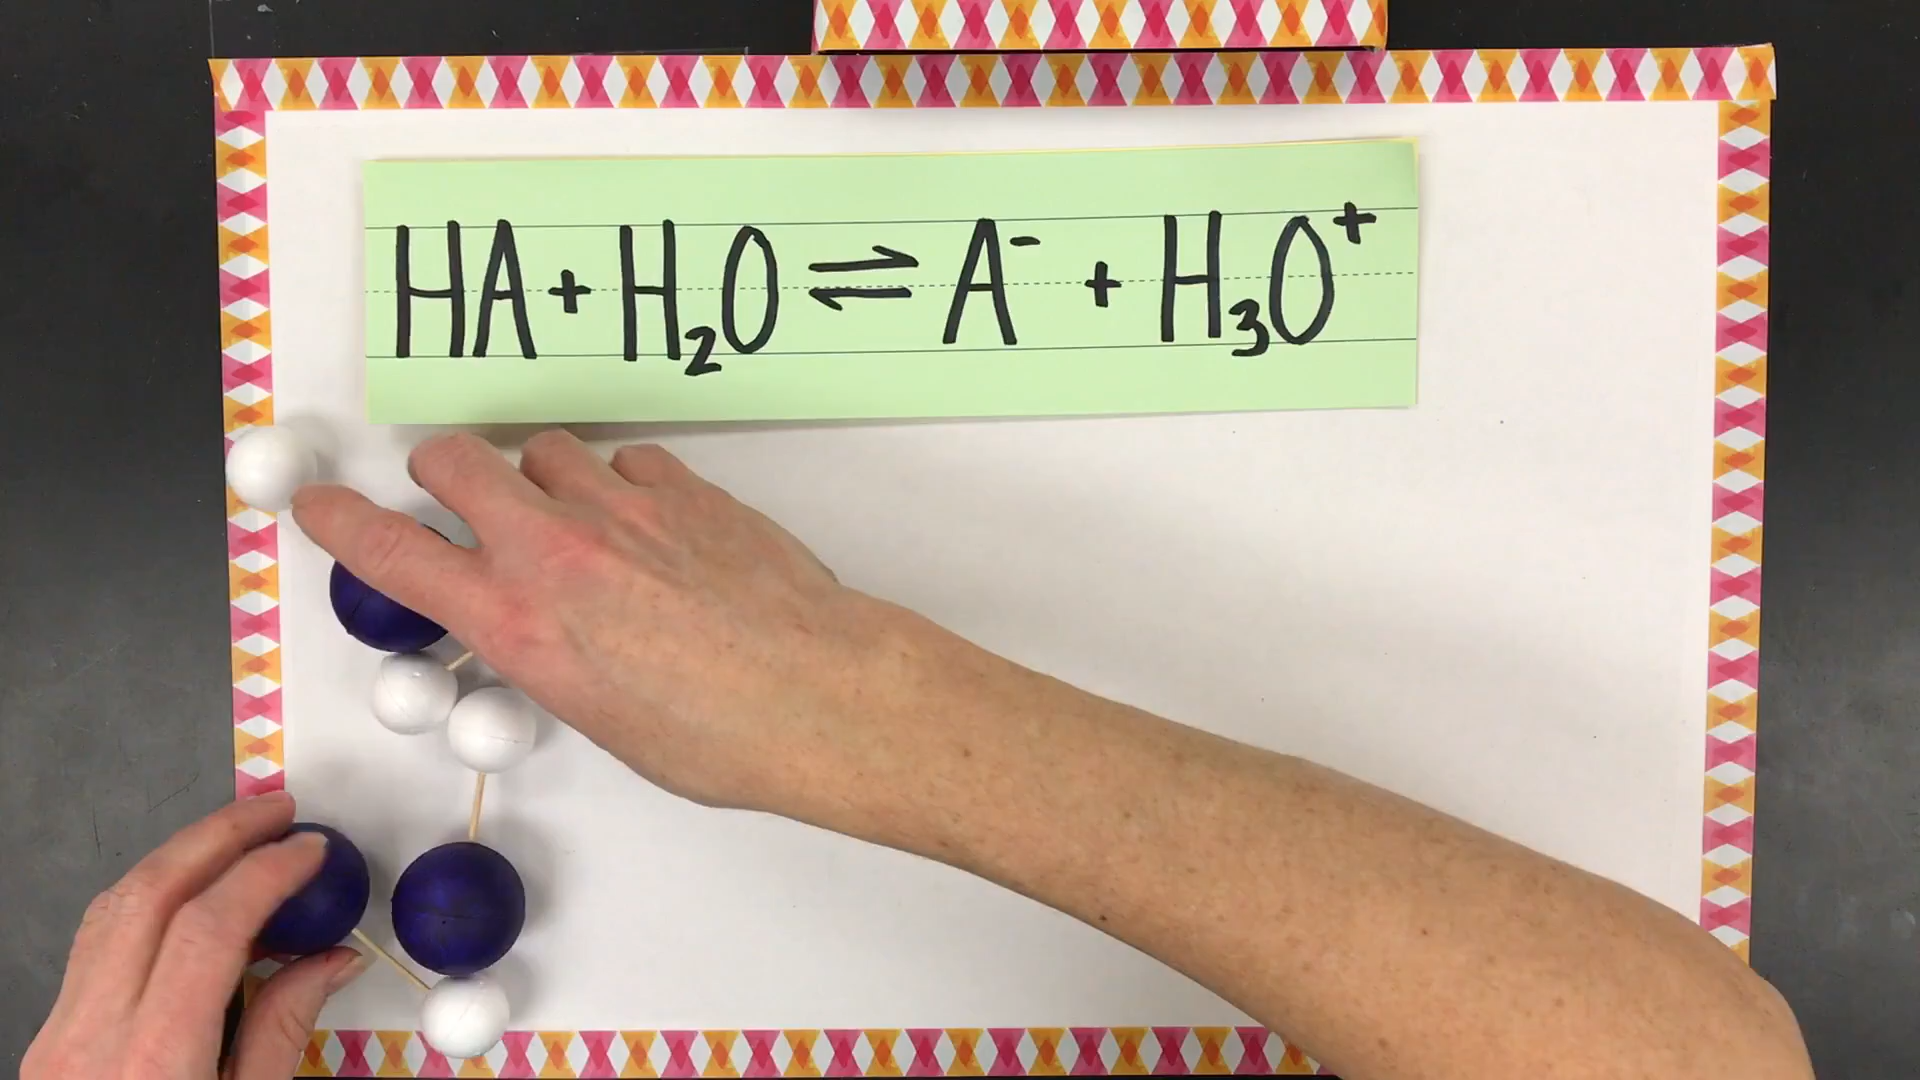 HA + H₂O ⇌ A⁻ + H₃O⁺